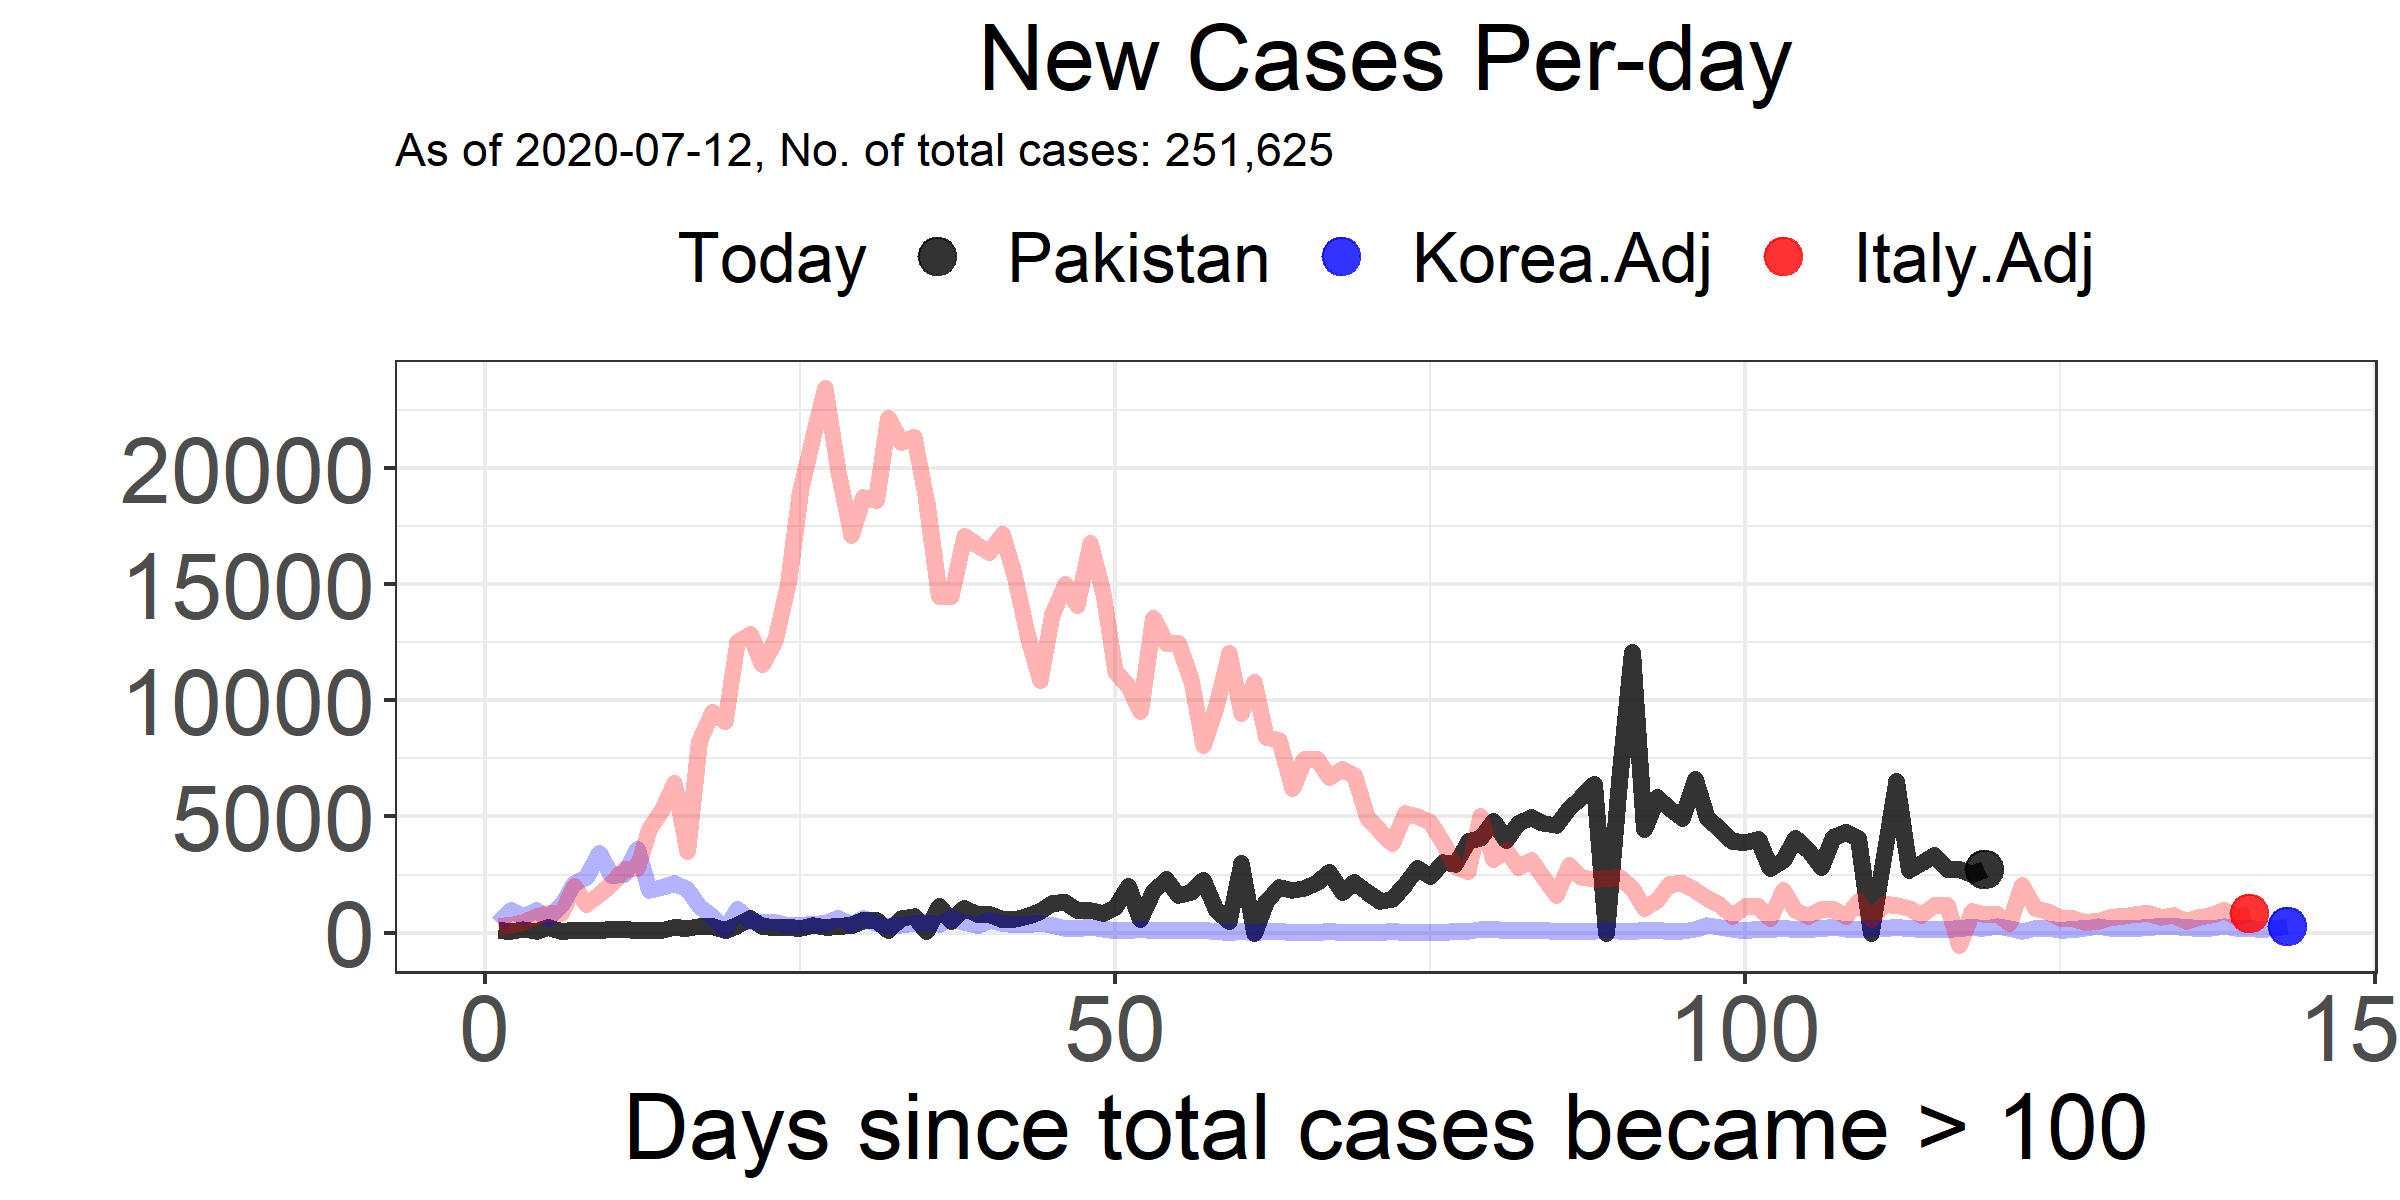 New Cases Per-day
As of 2020-07-12, No. of total cases: 251,625
Today Pakistan Korea.Adj Italy.Adj
20000
15000
10000
5000
0
0 50 100 15
Days since total cases became > 100